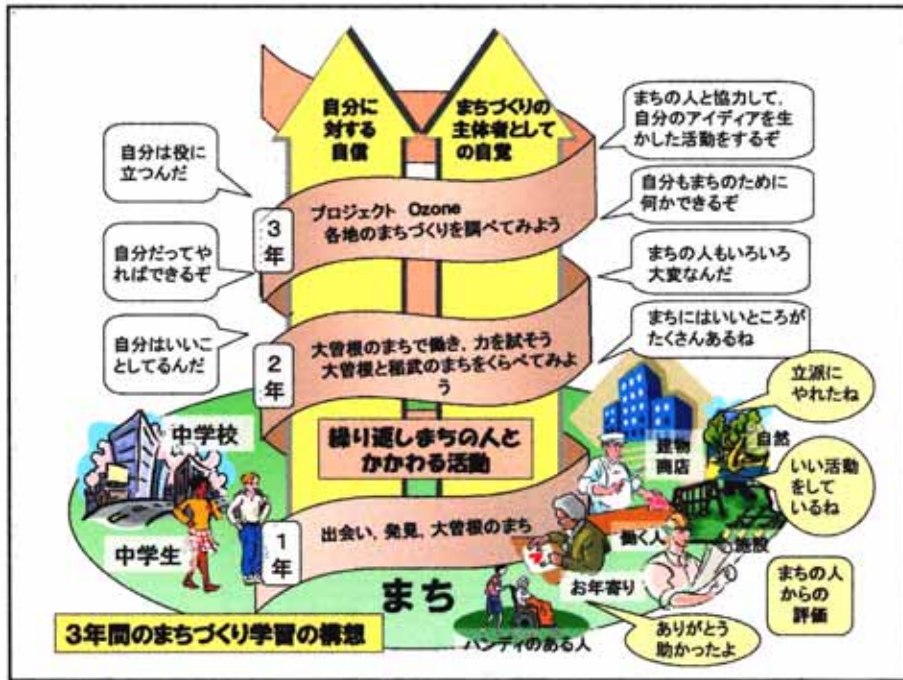 自分に
対する
自信
まちづくりの
主体者として
の自覚
まちの人と協力して、
自分のアイディアを生
かした活動をするぞ
自分は役に
立つんだ
自分もまちのために
何かできるぞ
3年
プロジェクト Ozone
各地のまちづくりを調べてみよう
自分だってや
ればできるぞ
まちの人もいろいろ
大変なんだ
自分はいいこ
としてるんだ
まちにはいいところが
たくさんあるね
2年
大曽根のまちで働き、力を試そう
大曽根と稲武のまちをくらべてみよ
う
立派に
やれたね
中学校
繰り返しまちの人と
かかわる活動
建物
商店
自然
いい活動
をして
いるね
1年
出会い、発見、大曽根のまち
中学生
働く人
施設
お年寄り
まち
まちの人
からの
評価
3年間のまちづくり学習の構想
ハンディのある人
ありがとう
助かったよ